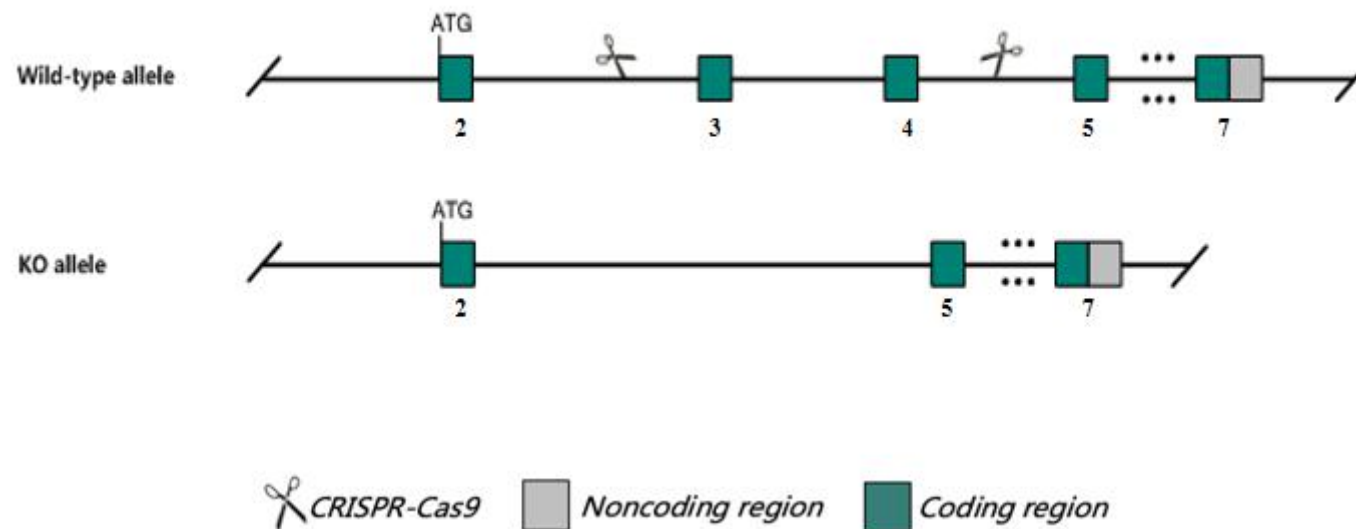 ATG
Wild-type allele
2 3 4 5 7
ATG
KO allele
2 5 7
CRISPR-Cas9 Noncoding region Coding region